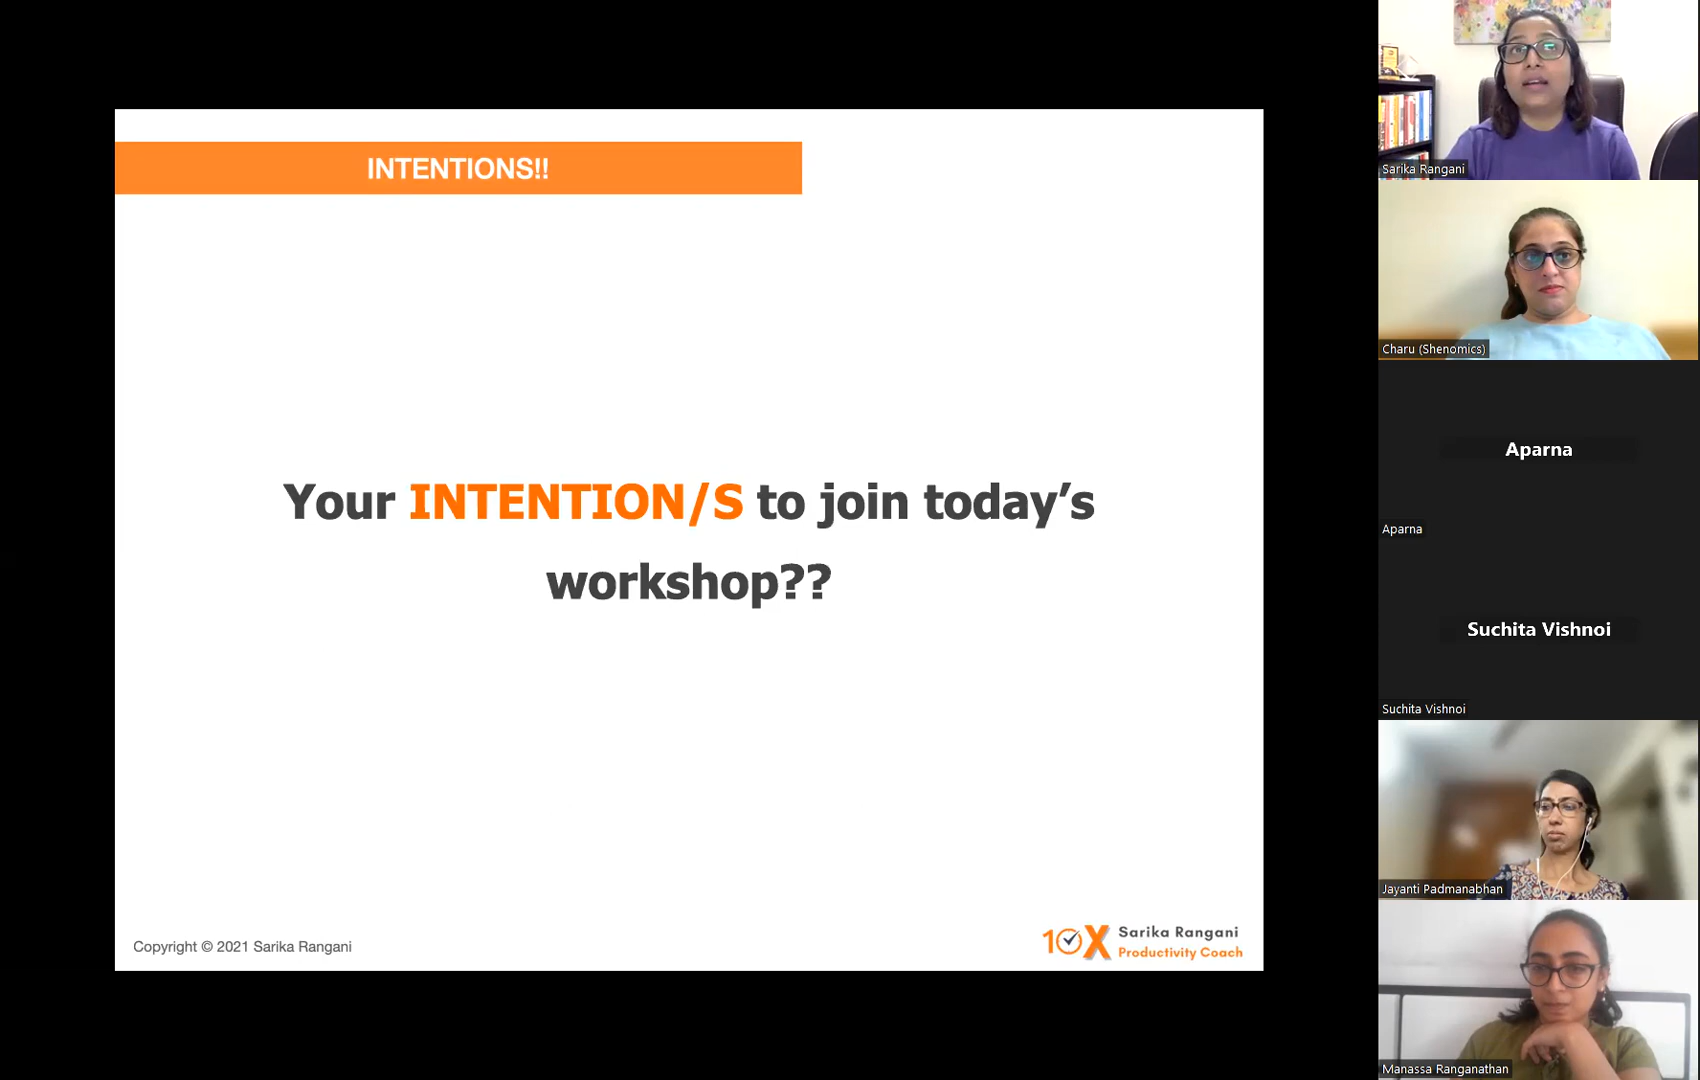 INTENTIONS!!
Your INTENTION/S to join today’s
workshop??
Copyright © 2021 Sarika Rangani
10X
Sarika Rangani
Productivity Coach
Sarika Rangani
Charu (Shenomics)
Aparna
Aparna
Suchita Vishnoi
Suchita Vishnoi
Jayanti Padmanabhan
Manassa Ranganathan